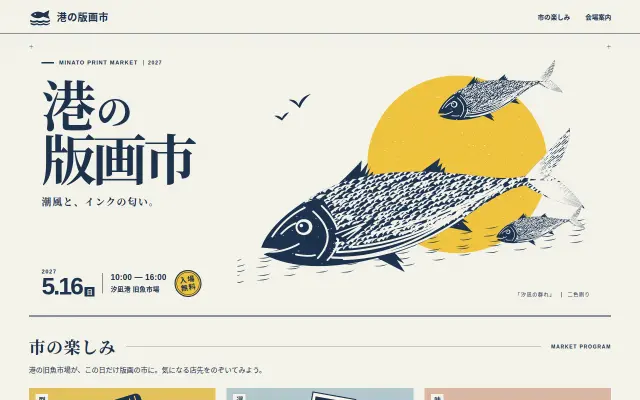 港の版画市
市の楽しみ
会場案内
MINATO PRINT MARKET | 2027
港の
版画市
潮風と、インクの匂い。
2027
5.16 日
10:00 — 16:00
汐凪港 旧魚市場
入場
無料
「汐凪の群れ」 | 二色刷り
市の楽しみ
MARKET PROGRAM
港の旧魚市場が、この日だけ版画の市に。気になる店先をのぞいてみよう。